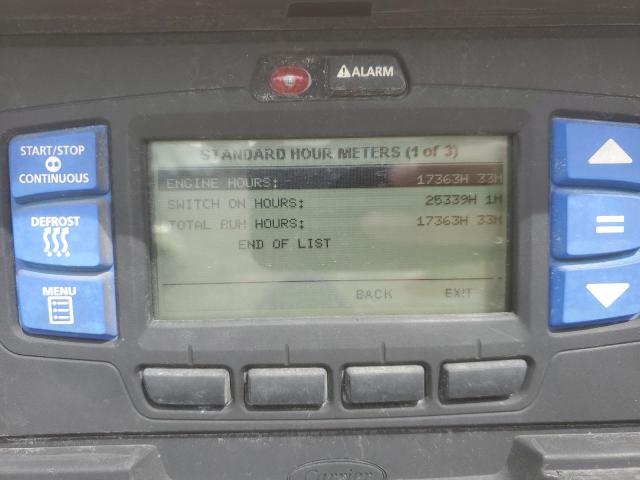 ALARM
START/STOP
CONTINUOUS
DEFROST
MENU
STANDARD HOUR METERS (1 of 3)
ENGINE HOURS: 17363H 33M
SWITCH ON HOURS: 25339H 1M
TOTAL RUN HOURS: 17363H 33M
END OF LIST
BACK EXIT
Carrier